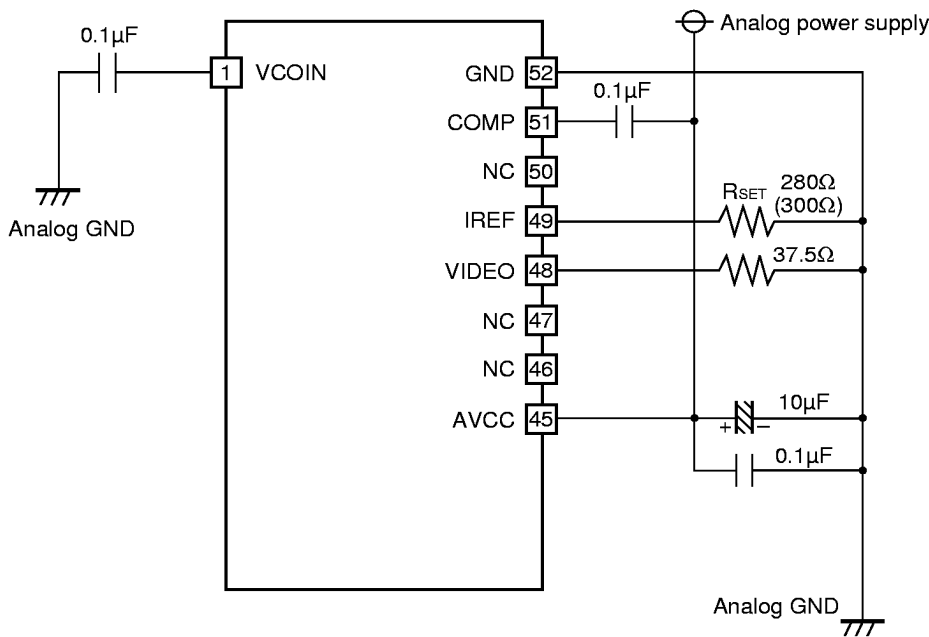 Analog power supply
0.1µF
1 VCOIN
GND 52
0.1µF
COMP 51
NC 50
Analog GND
IREF 49
RSET 280Ω
(300Ω)
VIDEO 48
37.5Ω
NC 47
NC 46
AVCC 45
+ −
10µF
0.1µF
Analog GND